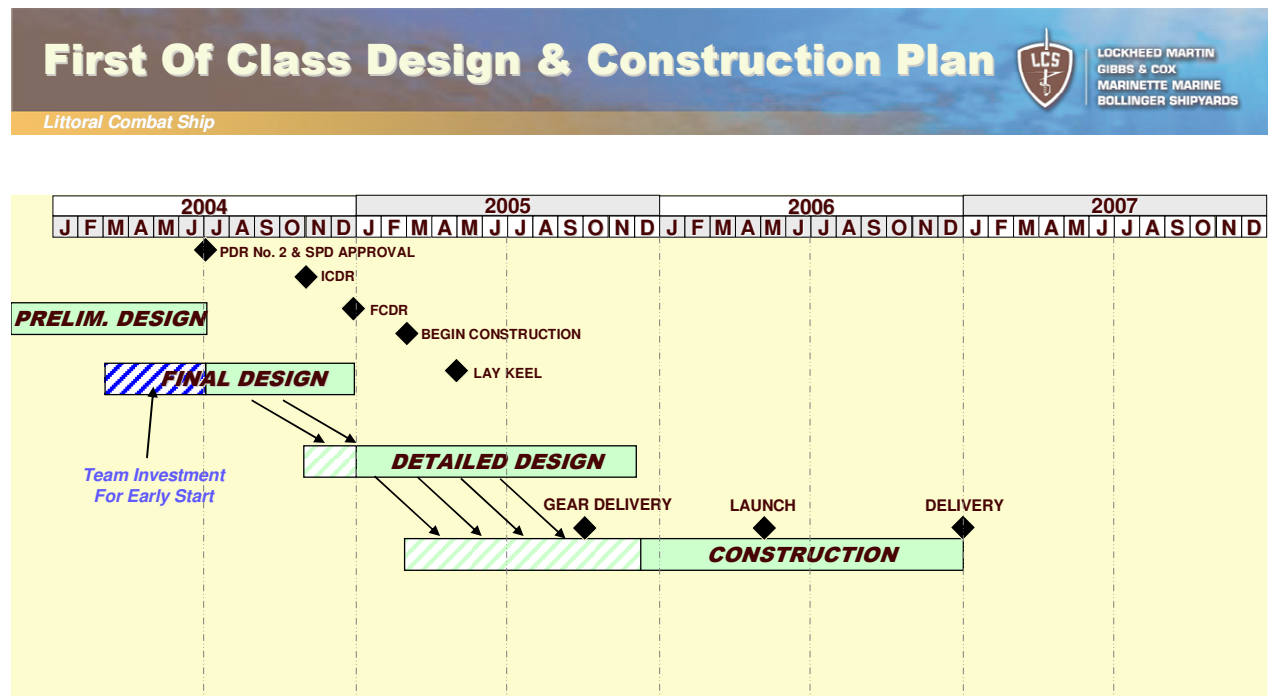 First Of Class Design & Construction Plan
LCS
LOCKHEED MARTIN
GIBBS & COX
MARINETTE MARINE
BOLLINGER SHIPYARDS
Littoral Combat Ship
2004 2005 2006 2007
J F M A M J J A S O N D J F M A M J J A S O N D J F M A M J J A S O N D J F M A M J J A S O N D
PDR No. 2 & SPD APPROVAL
ICDR
FCDR
PRELIM. DESIGN
BEGIN CONSTRUCTION
LAY KEEL
FINAL DESIGN
DETAILED DESIGN
Team Investment
For Early Start
GEAR DELIVERY LAUNCH DELIVERY
CONSTRUCTION